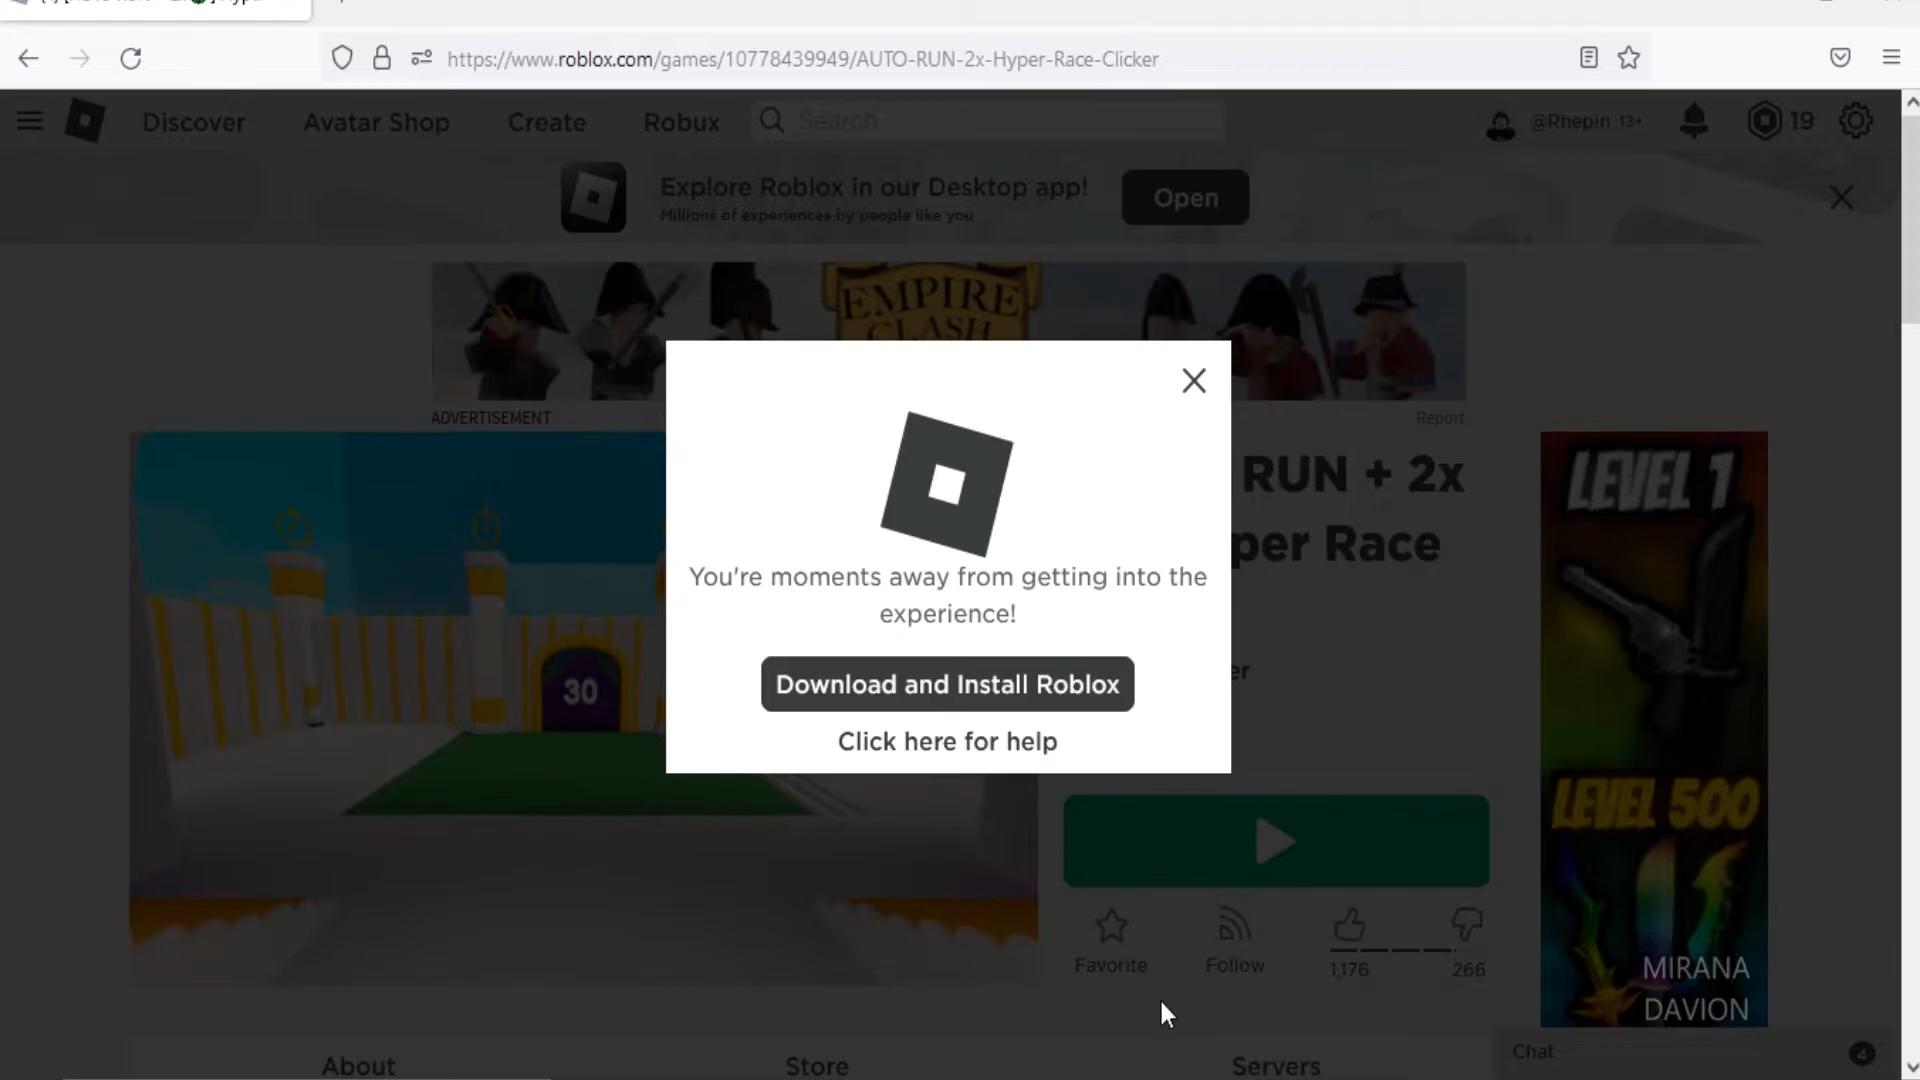 https://www.roblox.com/games/10778439949/AUTO-RUN-2x-Hyper-Race-Clicker
Discover Avatar Shop Create Robux Search @Rhepin 13+ 19
Explore Roblox in our Desktop app!
Millions of experiences by people like you
Open
EMPIRE
CLASH
ADVERTISEMENT
Report
RUN + 2x
per Race
er
You're moments away from getting into the
experience!
Download and Install Roblox
Click here for help
30
LEVEL 1
LEVEL 500
MIRANA
DAVION
Favorite Follow 1,176 266
About Store Servers
Chat 4